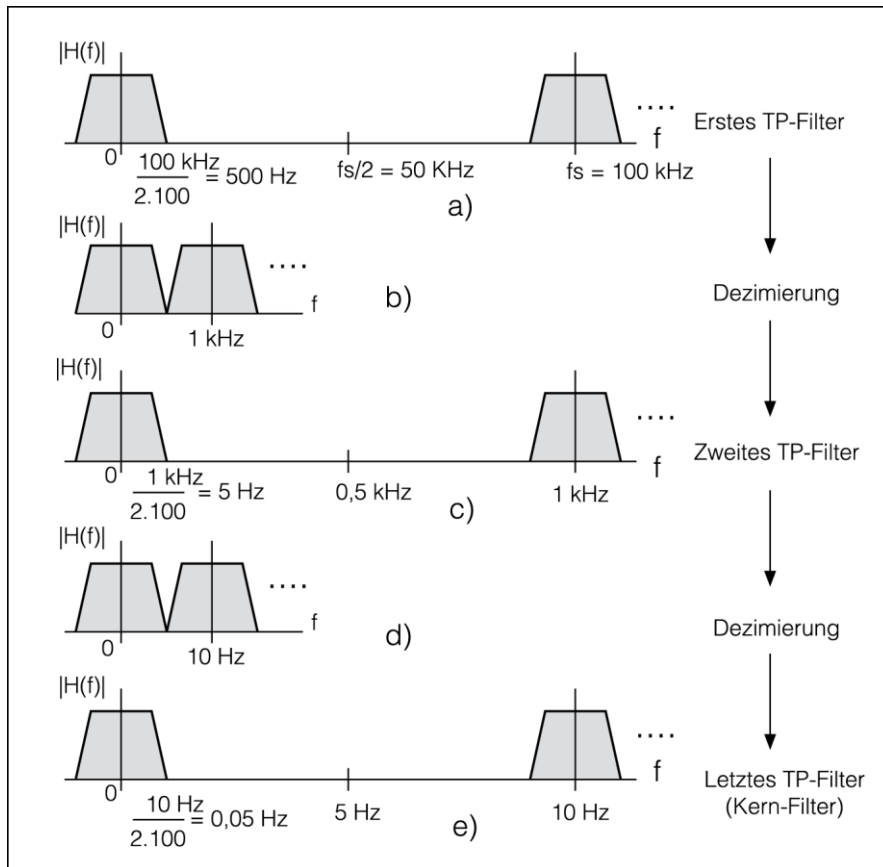 |H(f)|
0
100 kHz
2.100
= 500 Hz
fs/2 = 50 KHz
fs = 100 kHz
f
....
Erstes TP-Filter
a)
|H(f)|
0
1 kHz
f
....
b)
Dezimierung
|H(f)|
0
1 kHz
2.100
= 5 Hz
0,5 kHz
1 kHz
f
....
Zweites TP-Filter
c)
|H(f)|
0
10 Hz
f
....
d)
Dezimierung
|H(f)|
0
10 Hz
2.100
= 0,05 Hz
5 Hz
10 Hz
f
....
Letztes TP-Filter
(Kern-Filter)
e)